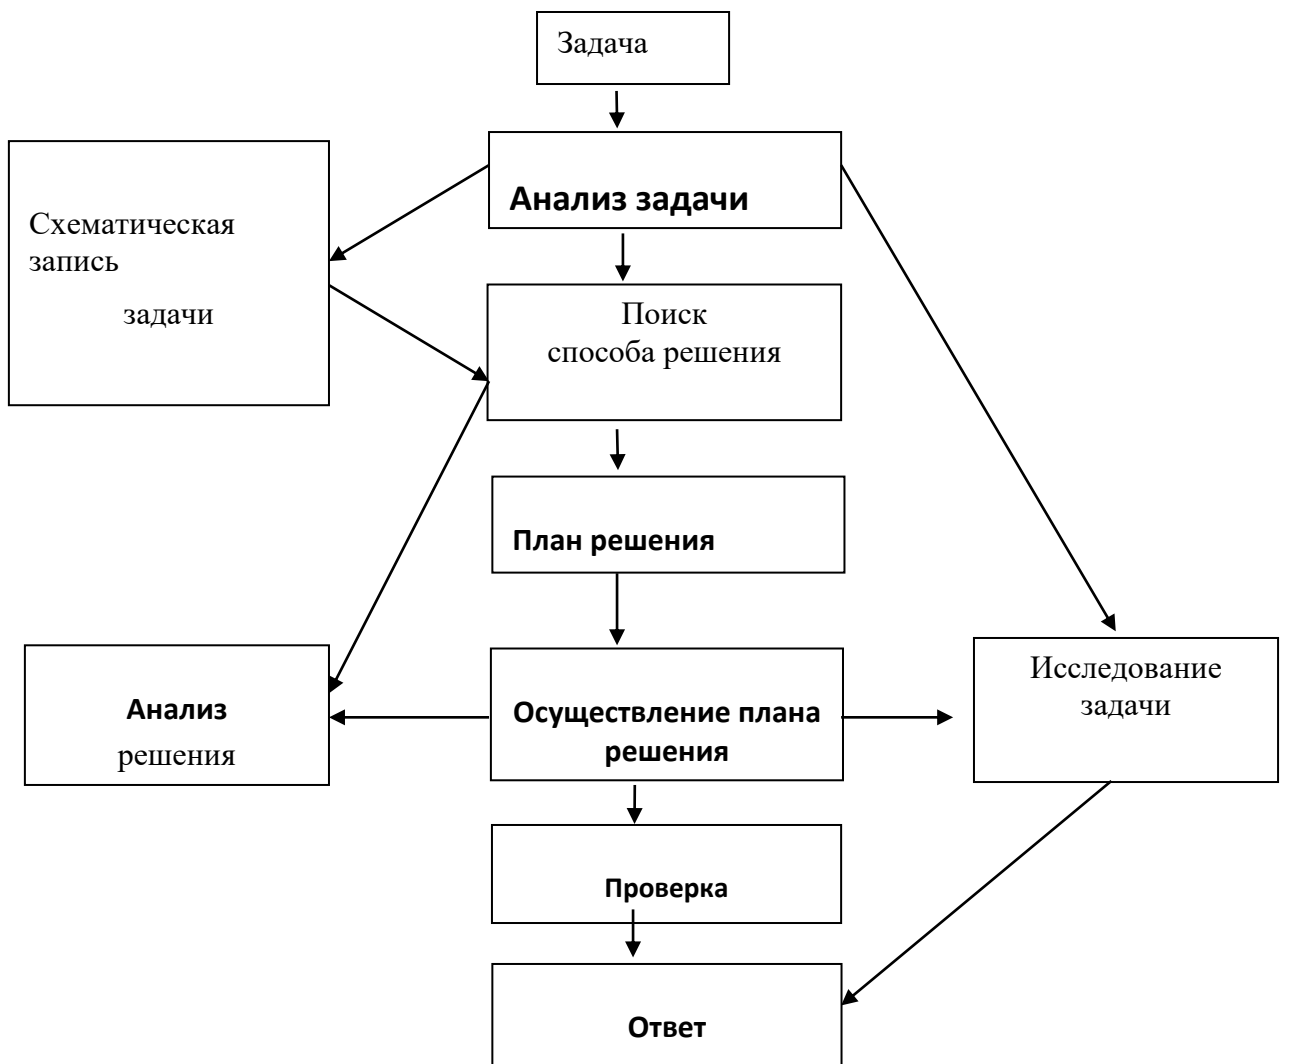 Задача
Анализ задачи
Схематическая
запись
задачи
Поиск
способа решения
План решения
Анализ
решения
Осуществление плана
решения
Исследование
задачи
Проверка
Ответ